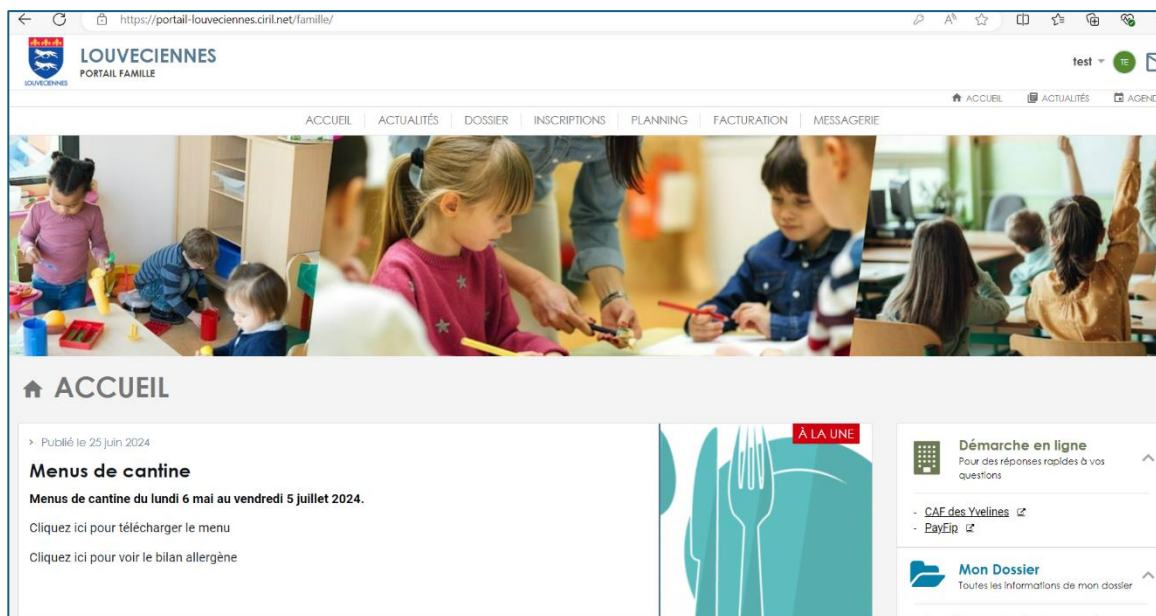 https://portail-louveciennes.ciril.net/famille/
LOUVECIENNES
PORTAIL FAMILLE
LOUVECIENNES
test
TE
ACCUEIL ACTUALITÉS AGEND
ACCUEIL ACTUALITÉS DOSSIER INSCRIPTIONS PLANNING FACTURATION MESSAGERIE
ACCUEIL
> Publié le 25 juin 2024
À LA UNE
Menus de cantine
Menus de cantine du lundi 6 mai au vendredi 5 juillet 2024.
Cliquez ici pour télécharger le menu
Cliquez ici pour voir le bilan allergène
Démarche en ligne
Pour des réponses rapides à vos
questions
- CAF des Yvelines
- PayFip
Mon Dossier
Toutes les informations de mon dossier